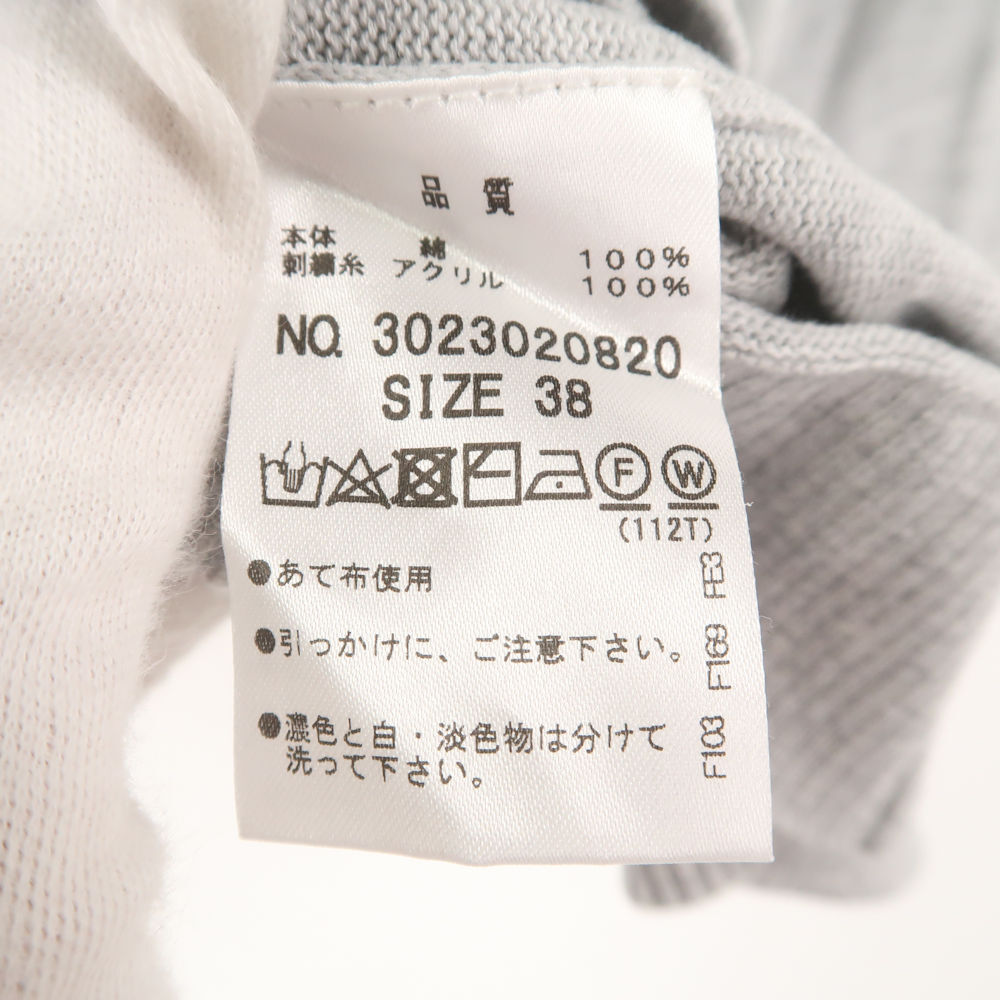 品 質
本体 綿 100%
刺繍糸 アクリル 100%
NO. 3023020820
SIZE 38
F W
(112T)
●あて布使用
●引っかけに、ご注意下さい。
●濃色と白・淡色物は分けて
洗って下さい。
F103 F169 FE3